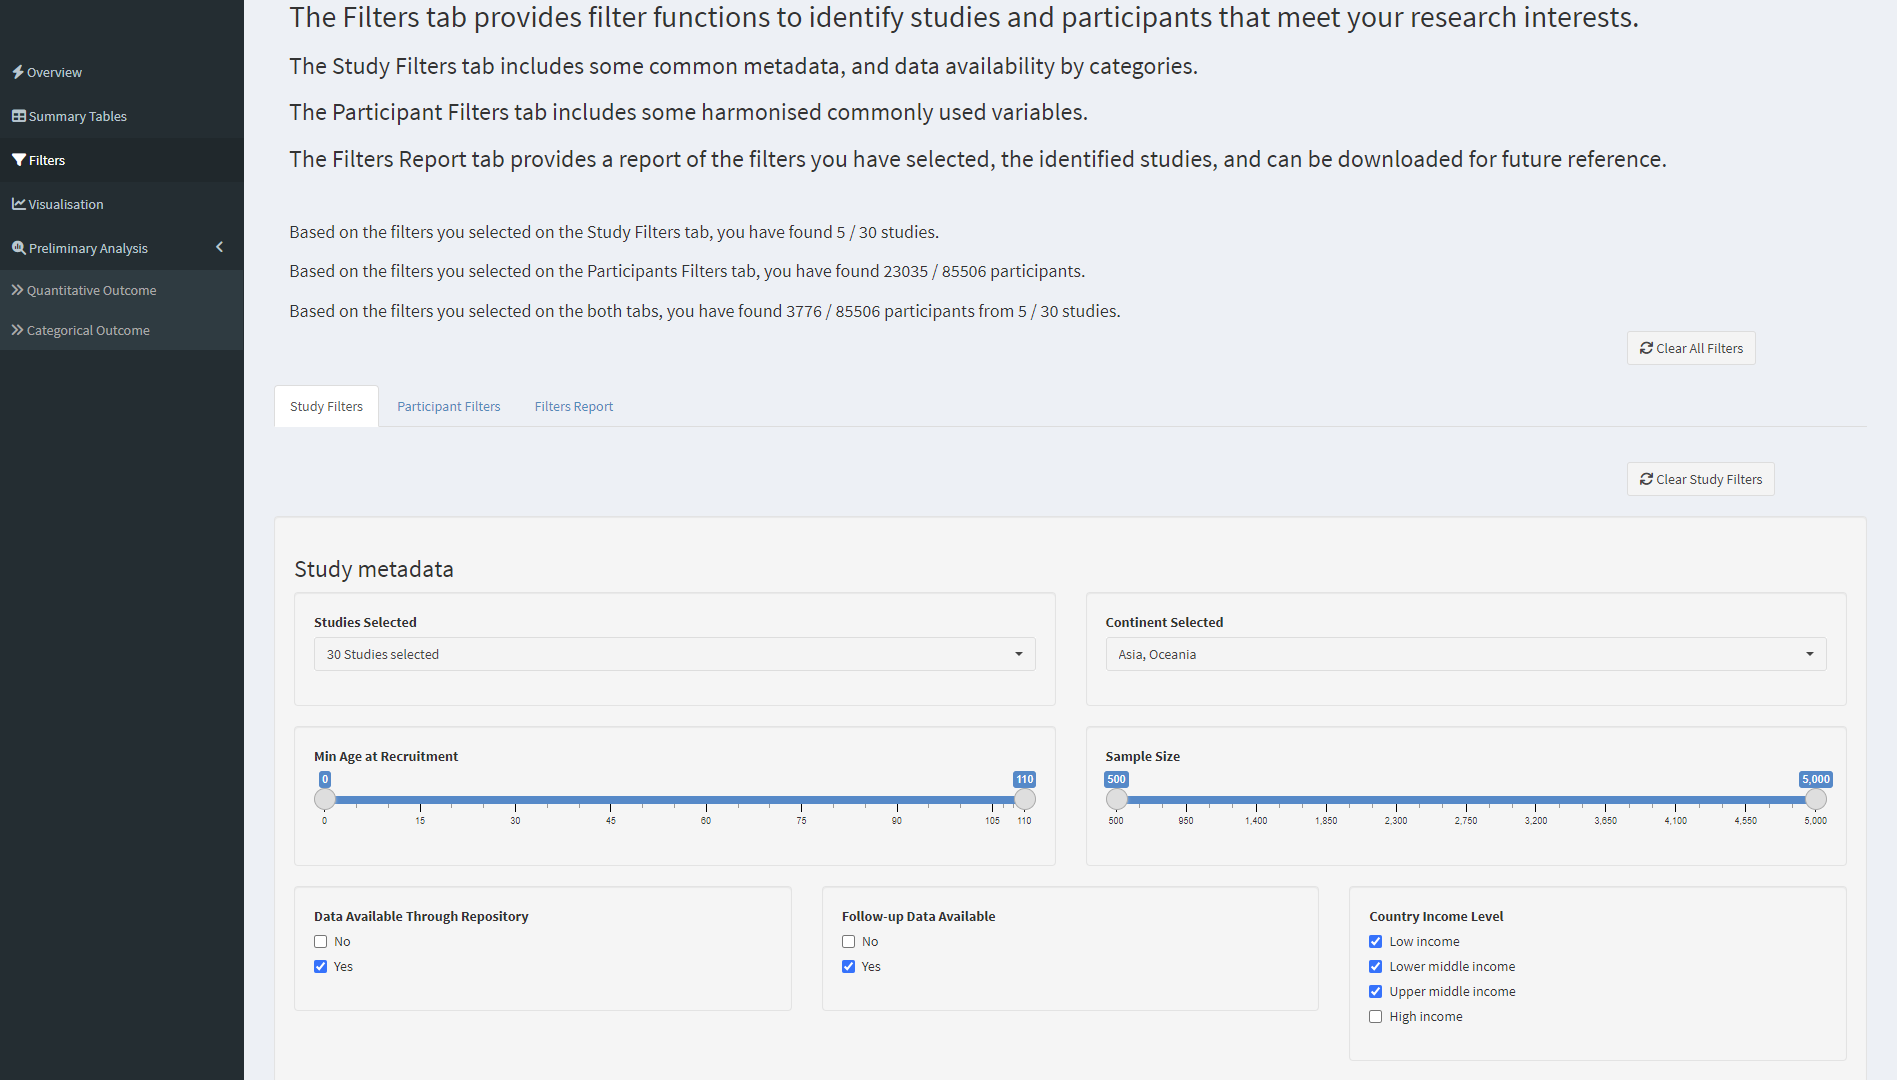 Overview
Summary Tables
Filters
Visualisation
Preliminary Analysis
Quantitative Outcome
Categorical Outcome
The Filters tab provides filter functions to identify studies and participants that meet your research interests.
The Study Filters tab includes some common metadata, and data availability by categories.
The Participant Filters tab includes some harmonised commonly used variables.
The Filters Report tab provides a report of the filters you have selected, the identified studies, and can be downloaded for future reference.
Based on the filters you selected on the Study Filters tab, you have found 5 / 30 studies.
Based on the filters you selected on the Participants Filters tab, you have found 23035 / 85506 participants.
Based on the filters you selected on the both tabs, you have found 3776 / 85506 participants from 5 / 30 studies.
Clear All Filters
Study Filters Participant Filters Filters Report
Clear Study Filters
Study metadata
Studies Selected
30 Studies selected
Continent Selected
Asia, Oceania
Min Age at Recruitment
0 110
0 15 30 45 60 75 90 105 110
Sample Size
500 5,000
500 950 1,400 1,850 2,300 2,750 3,200 3,650 4,100 4,550 5,000
Data Available Through Repository
No
Yes
Follow-up Data Available
No
Yes
Country Income Level
Low income
Lower middle income
Upper middle income
High income